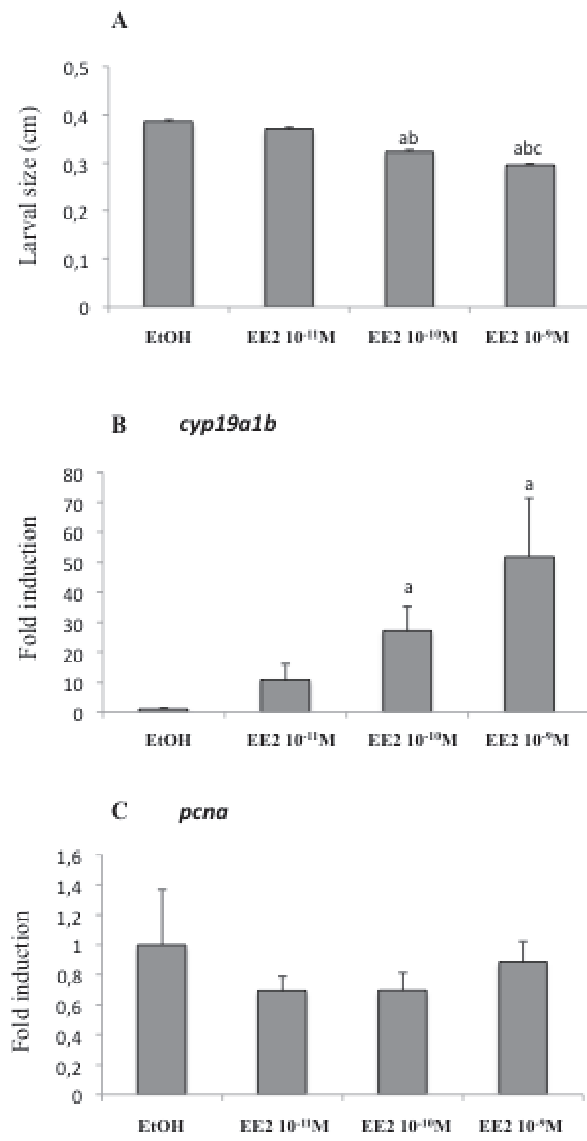 A
Larval size (cm)
0,5
0,4
0,3
0,2
0,1
0
ab
abc
EtOH EE2 10⁻¹¹M EE2 10⁻¹⁰M EE2 10⁻⁹M
B cyp19a1b
Fold induction
80
70
60
50
40
30
20
10
0
a
a
EtOH EE2 10⁻¹¹M EE2 10⁻¹⁰M EE2 10⁻⁹M
C pcna
Fold induction
1,6
1,4
1,2
1
0,8
0,6
0,4
0,2
0
EtOH EE2 10⁻¹¹M EE2 10⁻¹⁰M EE2 10⁻⁹M